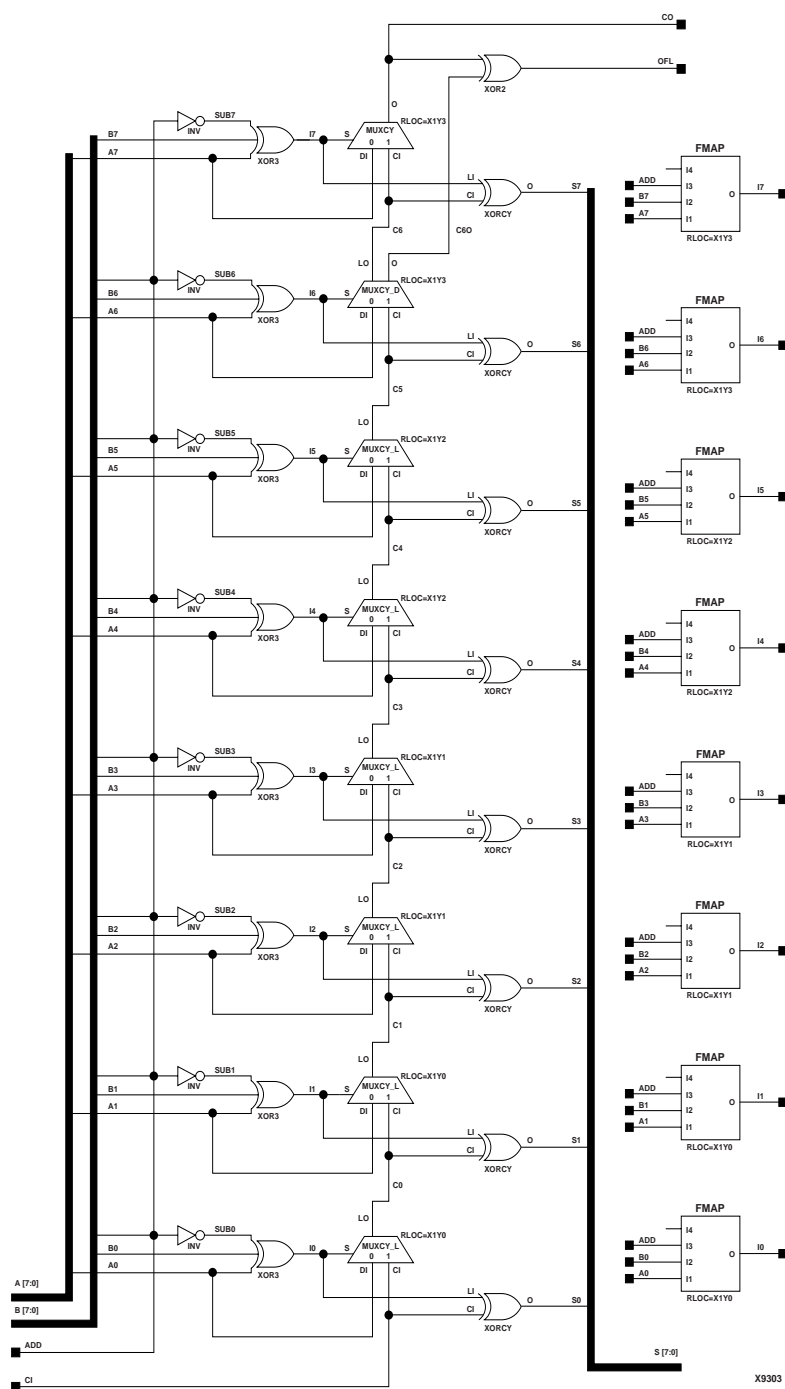 CO
OFL
XOR2
O
SUB7
INV
B7
A7
XOR3
I7
S
MUXCY
0 1
DI CI
RLOC=X1Y3
LI
CI
O
XORCY
S7
C6
C6O
LO
O
SUB6
INV
B6
A6
XOR3
I6
S
MUXCY_D
0 1
DI CI
RLOC=X1Y3
LI
CI
O
XORCY
S6
C5
LO
SUB5
INV
B5
A5
XOR3
I5
S
MUXCY_L
0 1
DI CI
RLOC=X1Y2
LI
CI
O
XORCY
S5
C4
LO
SUB4
INV
B4
A4
XOR3
I4
S
MUXCY_L
0 1
DI CI
RLOC=X1Y2
LI
CI
O
XORCY
S4
C3
LO
SUB3
INV
B3
A3
XOR3
I3
S
MUXCY_L
0 1
DI CI
RLOC=X1Y1
LI
CI
O
XORCY
S3
C2
LO
SUB2
INV
B2
A2
XOR3
I2
S
MUXCY_L
0 1
DI CI
RLOC=X1Y1
LI
CI
O
XORCY
S2
C1
LO
SUB1
INV
B1
A1
XOR3
I1
S
MUXCY_L
0 1
DI CI
RLOC=X1Y0
LI
CI
O
XORCY
S1
C0
LO
SUB0
INV
B0
A0
XOR3
I0
S
MUXCY_L
0 1
DI CI
RLOC=X1Y0
LI
CI
O
XORCY
S0
A [7:0]
B [7:0]
ADD
CI
S [7:0]
FMAP
I4
ADD I3
B7 I2
A7 I1
O I7
RLOC=X1Y3
FMAP
I4
ADD I3
B6 I2
A6 I1
O I6
RLOC=X1Y3
FMAP
I4
ADD I3
B5 I2
A5 I1
O I5
RLOC=X1Y2
FMAP
I4
ADD I3
B4 I2
A4 I1
O I4
RLOC=X1Y2
FMAP
I4
ADD I3
B3 I2
A3 I1
O I3
RLOC=X1Y1
FMAP
I4
ADD I3
B2 I2
A2 I1
O I2
RLOC=X1Y1
FMAP
I4
ADD I3
B1 I2
A1 I1
O I1
RLOC=X1Y0
FMAP
I4
ADD I3
B0 I2
A0 I1
O I0
RLOC=X1Y0
X9303